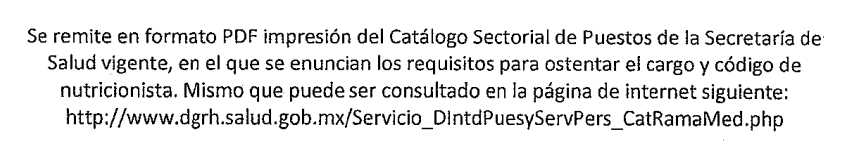 Se remite en formato PDF impresión del Catálogo Sectorial de Puestos de la Secretaría de
Salud vigente, en el que se enuncian los requisitos para ostentar el cargo y código de
nutricionista. Mismo que puede ser consultado en la página de internet siguiente:
http://www.dgrh.salud.gob.mx/Servicio_DIntdPuesyServPers_CatRamaMed.php